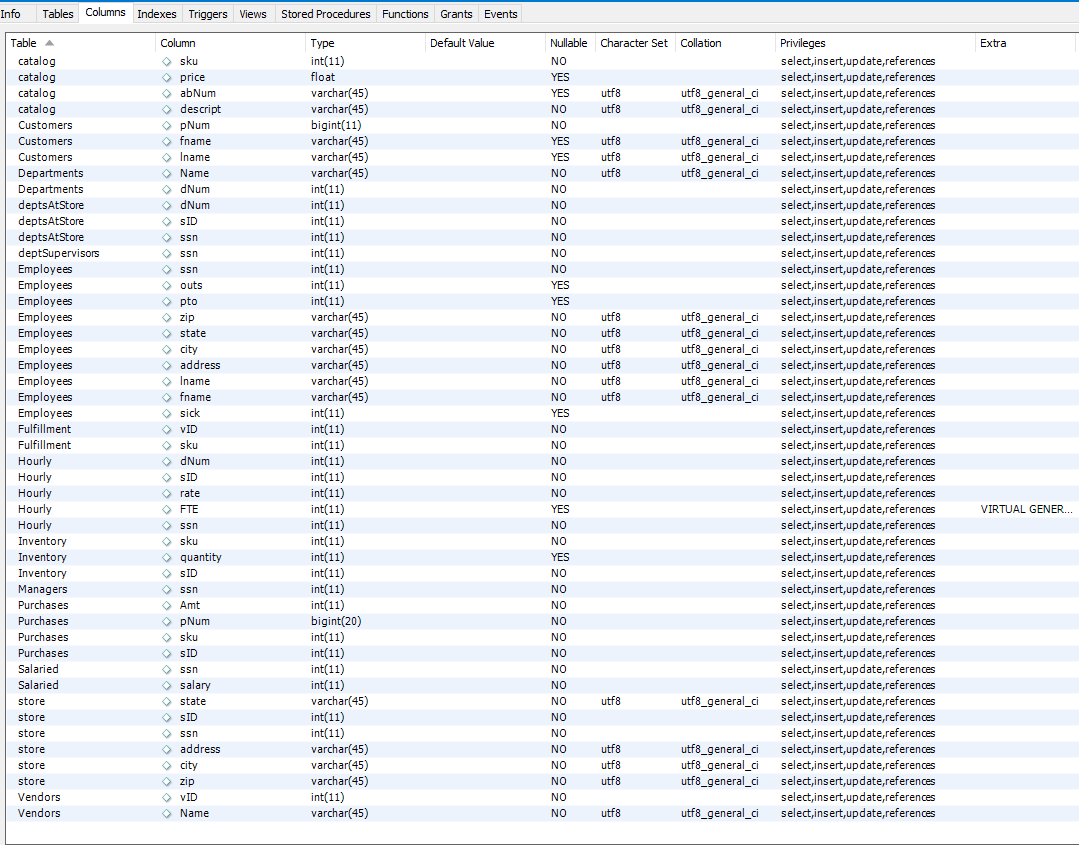 Info Tables Columns Indexes Triggers Views Stored Procedures Functions Grants Events
Table Column Type Default Value Nullable Character Set Collation Privileges Extra
catalog sku int(11) NO select,insert,update,references
catalog price float YES select,insert,update,references
catalog abNum varchar(45) YES utf8 utf8_general_ci select,insert,update,references
catalog descript varchar(45) NO utf8 utf8_general_ci select,insert,update,references
Customers pNum bigint(11) NO select,insert,update,references
Customers fname varchar(45) YES utf8 utf8_general_ci select,insert,update,references
Customers lname varchar(45) YES utf8 utf8_general_ci select,insert,update,references
Departments Name varchar(45) NO utf8 utf8_general_ci select,insert,update,references
Departments dNum int(11) NO select,insert,update,references
deptsAtStore dNum int(11) NO select,insert,update,references
deptsAtStore sID int(11) NO select,insert,update,references
deptsAtStore ssn int(11) NO select,insert,update,references
deptSupervisors ssn int(11) NO select,insert,update,references
Employees ssn int(11) NO select,insert,update,references
Employees outs int(11) YES select,insert,update,references
Employees pto int(11) YES select,insert,update,references
Employees zip varchar(45) NO utf8 utf8_general_ci select,insert,update,references
Employees state varchar(45) NO utf8 utf8_general_ci select,insert,update,references
Employees city varchar(45) NO utf8 utf8_general_ci select,insert,update,references
Employees address varchar(45) NO utf8 utf8_general_ci select,insert,update,references
Employees lname varchar(45) NO utf8 utf8_general_ci select,insert,update,references
Employees fname varchar(45) NO utf8 utf8_general_ci select,insert,update,references
Employees sick int(11) YES select,insert,update,references
Fulfillment vID int(11) NO select,insert,update,references
Fulfillment sku int(11) NO select,insert,update,references
Hourly dNum int(11) NO select,insert,update,references
Hourly sID int(11) NO select,insert,update,references
Hourly rate int(11) NO select,insert,update,references
Hourly FTE int(11) YES select,insert,update,references VIRTUAL GENER...
Hourly ssn int(11) NO select,insert,update,references
Inventory sku int(11) NO select,insert,update,references
Inventory quantity int(11) YES select,insert,update,references
Inventory sID int(11) NO select,insert,update,references
Managers ssn int(11) NO select,insert,update,references
Purchases Amt int(11) NO select,insert,update,references
Purchases pNum bigint(20) NO select,insert,update,references
Purchases sku int(11) NO select,insert,update,references
Purchases sID int(11) NO select,insert,update,references
Salaried ssn int(11) NO select,insert,update,references
Salaried salary int(11) NO select,insert,update,references
store state varchar(45) NO utf8 utf8_general_ci select,insert,update,references
store sID int(11) NO select,insert,update,references
store ssn int(11) NO select,insert,update,references
store address varchar(45) NO utf8 utf8_general_ci select,insert,update,references
store city varchar(45) NO utf8 utf8_general_ci select,insert,update,references
store zip varchar(45) NO utf8 utf8_general_ci select,insert,update,references
Vendors vID int(11) NO select,insert,update,references
Vendors Name varchar(45) NO utf8 utf8_general_ci select,insert,update,references